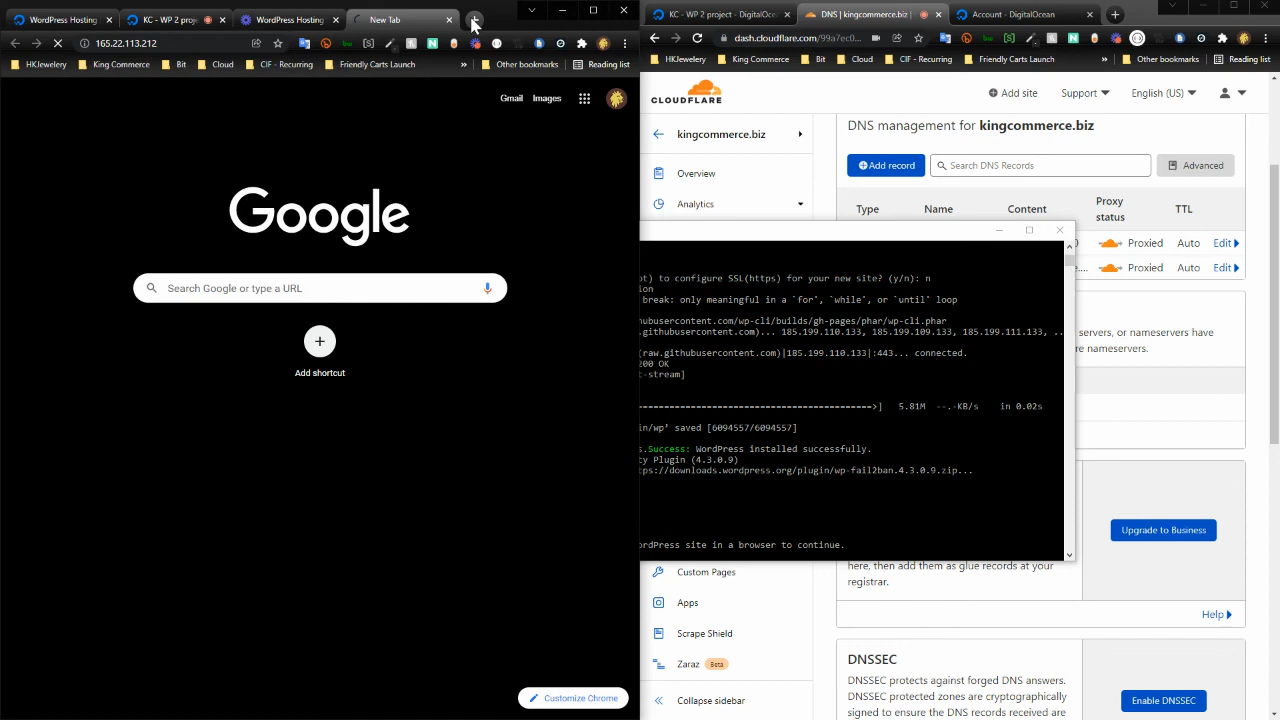 WordPress Hosting
KC - WP 2 project
WordPress Hosting
New Tab
165.22.113.212
HKJewelery
King Commerce
Bit
Cloud
CIF - Recurring
Friendly Carts Launch
»
Other bookmarks
Reading list
Gmail
Images
Google
Search Google or type a URL
Add shortcut
Customize Chrome
KC - WP 2 project - DigitalOcean
DNS | kingcommerce.biz |
Account - DigitalOcean
dash.cloudflare.com/99a7ec0...
HKJewelery
King Commerce
Bit
Cloud
CIF - Recurring
Friendly Carts Launch
»
Other bookmarks
Reading list
CLOUDFLARE
Add site
Support
English (US)
kingcommerce.biz
Overview
Analytics
DNS management for kingcommerce.biz
Add record
Search DNS Records
Advanced
Type
Name
Content
Proxy
status
TTL
0
Proxied
Auto
Edit
e...
Proxied
Auto
Edit
ot) to configure SSL(https) for your new site? (y/n): n
ion
break: only meaningful in a `for`, `while`, or `until` loop
hubusercontent.com/wp-cli/builds/gh-pages/phar/wp-cli.phar
.githubusercontent.com)... 185.199.110.133, 185.199.109.133, 185.199.111.133, ..
(raw.githubusercontent.com)|185.199.110.133|:443... connected.
200 OK
t-stream]
============================================>] 5.81M --.-KB/s in 0.02s
in/wp' saved [6094557/6094557]
s.Success: WordPress installed successfully.
ty Plugin (4.3.0.9)
tps://downloads.wordpress.org/plugin/wp-fail2ban.4.3.0.9.zip...
ordPress site in a browser to continue.
servers, or nameservers have
e nameservers.
Upgrade to Business
here, then add them as glue records at your
registrar.
Help
Custom Pages
Apps
Scrape Shield
Zaraz
Beta
Collapse sidebar
DNSSEC
DNSSEC protects against forged DNS answers.
DNSSEC protected zones are cryptographically
signed to ensure the DNS records received are
Enable DNSSEC